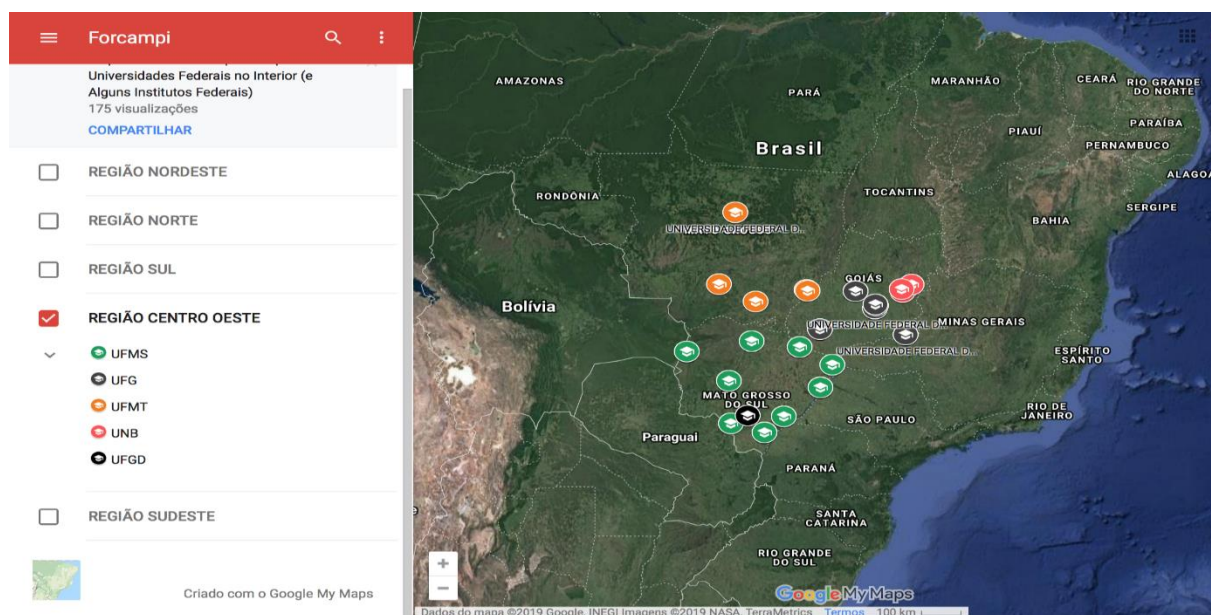 Forcampi
Universidades Federais no Interior (e
Alguns Institutos Federais)
175 visualizações
COMPARTILHAR
REGIÃO NORDESTE
REGIÃO NORTE
REGIÃO SUL
REGIÃO CENTRO OESTE
UFMS
UFG
UFMT
UNB
UFGD
REGIÃO SUDESTE
Criado com o Google My Maps
AMAZONAS
PARÁ
MARANHÃO
CEARÁ
RIO GRANDE
DO NORTE
PARAÍBA
PIAUÍ
PERNAMBUCO
ALAGOA
Brasil
RONDÔNIA
TOCANTINS
SERGIPE
BAHIA
UNIVERSIDADE FEDERAL D...
GOIÁS
Bolívia
UNIVERSIDADE FEDERAL D...
MINAS GERAIS
UNIVERSIDADE FEDERAL D...
ESPÍRITO
SANTO
MATO GROSSO
DO SUL
SÃO PAULO
RIO DE
JANEIRO
Paraguai
PARANÁ
SANTA
CATARINA
RIO GRANDE
DO SUL
Google My Maps
Dados do mapa ©2019 Google, INEGI Imagens ©2019 NASA, TerraMetrics Termos 100 km